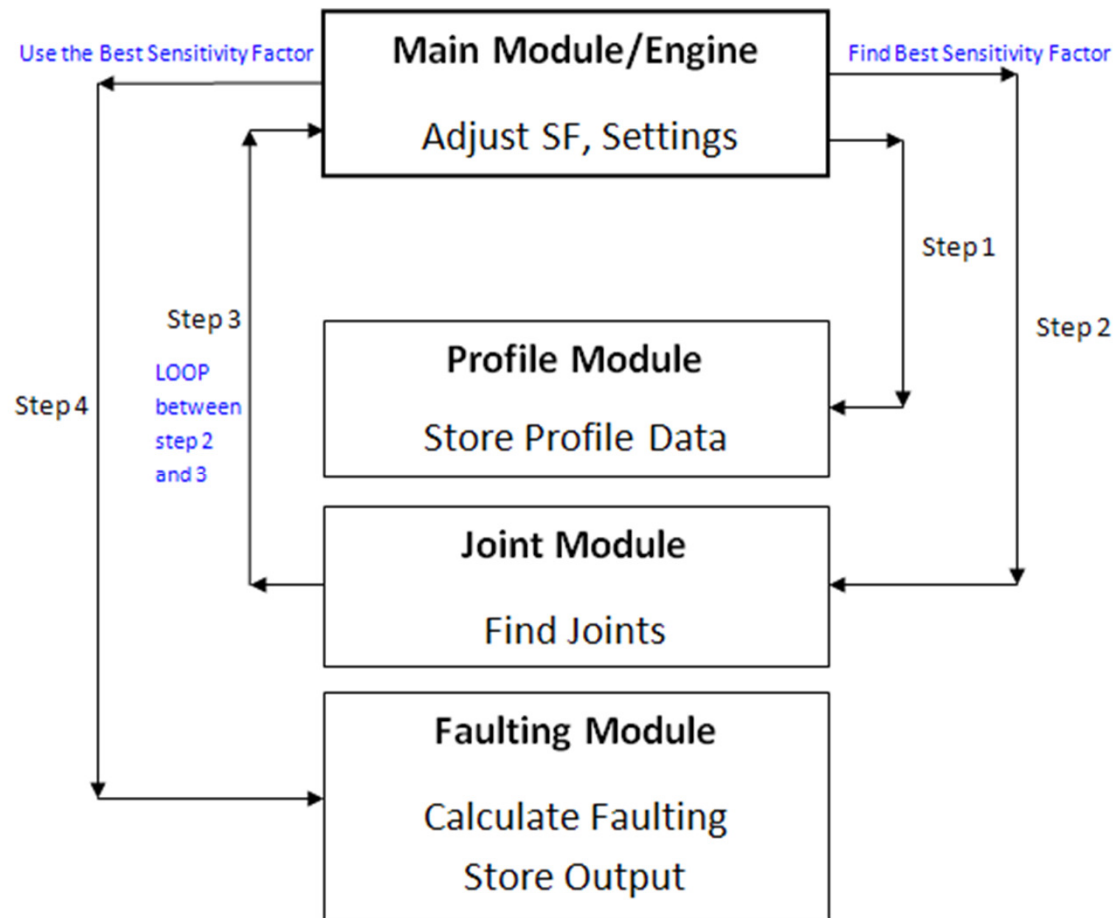 Use the Best Sensitivity Factor
Main Module/Engine
Find Best Sensitivity Factor
Adjust SF, Settings
Step 1
Step 3
Step 2
Profile Module
LOOP
between
step 2
and 3
Step 4
Store Profile Data
Joint Module
Find Joints
Faulting Module
Calculate Faulting
Store Output